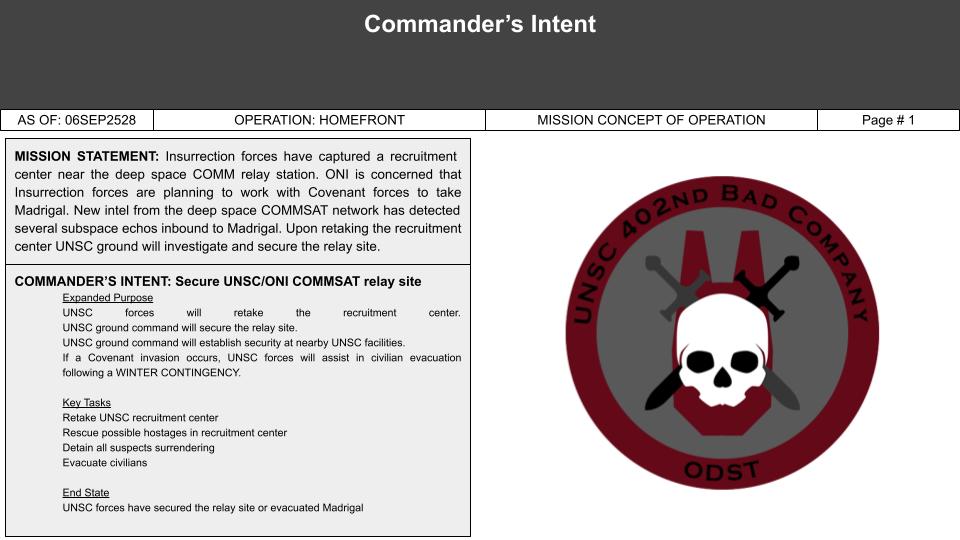 Commander’s Intent
AS OF: 06SEP2528
OPERATION: HOMEFRONT
MISSION CONCEPT OF OPERATION
Page # 1
MISSION STATEMENT: Insurrection forces have captured a recruitment
center near the deep space COMM relay station. ONI is concerned that
Insurrection forces are planning to work with Covenant forces to take
Madrigal. New intel from the deep space COMMSAT network has detected
several subspace echos inbound to Madrigal. Upon retaking the recruitment
center UNSC ground will investigate and secure the relay site.
COMMANDER’S INTENT: Secure UNSC/ONI COMMSAT relay site
Expanded Purpose
UNSC forces will retake the recruitment center.
UNSC ground command will secure the relay site.
UNSC ground command will establish security at nearby UNSC facilities.
If a Covenant invasion occurs, UNSC forces will assist in civilian evacuation
following a WINTER CONTINGENCY.
Key Tasks
Retake UNSC recruitment center
Rescue possible hostages in recruitment center
Detain all suspects surrendering
Evacuate civilians
End State
UNSC forces have secured the relay site or evacuated Madrigal
UNSC 402ND BAD COMPANY
ODST